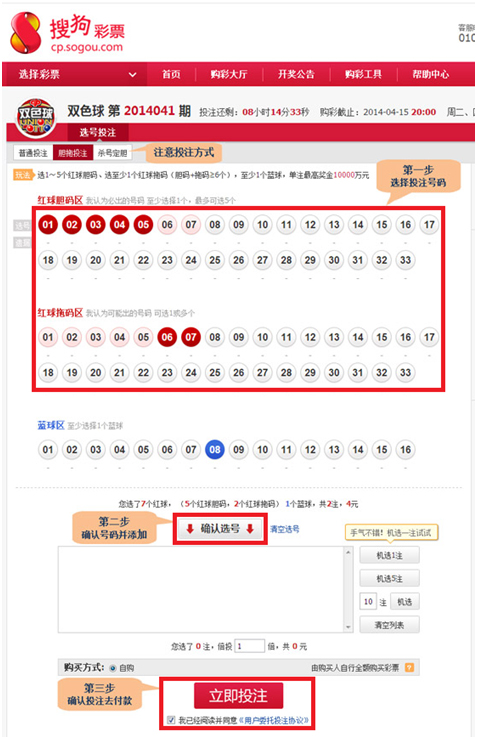 搜狗彩票
cp.sogou.com
客服
010
选择彩票 首页 购彩大厅 开奖公告 购彩工具 帮助中心
双色球 UNION LOTTO
双色球 第 2014041 期 投注还剩：08小时14分33秒 购彩截止：2014-04-15 20:00 周二、
选号投注
普通投注 胆拖投注 杀号定胆
注意投注方式
玩法 选1～5个红球胆码、选至少1个红球拖码（胆码+拖码≥6个），至少1个蓝球，单注最高奖金10000万元
第一步
选择投注号码
红球胆码区 我认为必出的号码 至少选择1个，最多可选5个
01 02 03 04 05 06 07 08 09 10 11 12 13 14 15 16 17
- - - - - - - - - - - - - - - - -
18 19 20 21 22 23 24 25 26 27 28 29 30 31 32 33
- - - - - - - - - - - - - - - -
红球拖码区 我认为可能出的号码 可选1或多个
01 02 03 04 05 06 07 08 09 10 11 12 13 14 15 16 17
- - - - - - - - - - - - - - - - -
18 19 20 21 22 23 24 25 26 27 28 29 30 31 32 33
蓝球区 至少选择1个蓝球
01 02 03 04 05 06 07 08 09 10 11 12 13 14 15 16
- - - - - - - - - - - - - - - -
您选了7个红球，（5个红球胆码，2个红球拖码）1个蓝球，共2注，4元
第二步
确认号码并添加
确认选号 清空选号
手气不错！机选一注试试
机选1注
机选5注
10 注 机选
清空列表
您选了 0 注，倍投 1 倍，共 0 元
购买方式： 自购 由购买人自行全额购买彩票 ?
第三步
确认投注去付款
立即投注
我已经阅读并同意《用户委托投注协议》